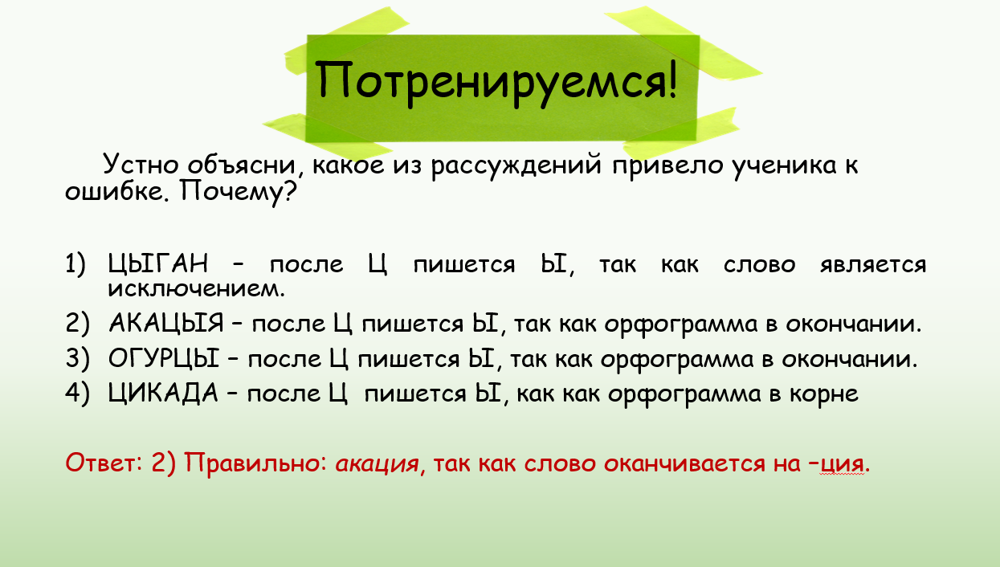 Потренируемся!
Устно объясни, какое из рассуждений привело ученика к
ошибке. Почему?
1) ЦЫГАН – после Ц пишется Ы, так как слово является
исключением.
2) АКАЦЫЯ – после Ц пишется Ы, так как орфограмма в окончании.
3) ОГУРЦЫ – после Ц пишется Ы, так как орфограмма в окончании.
4) ЦИКАДА – после Ц пишется Ы, как как орфограмма в корне
Ответ: 2) Правильно: акация, так как слово оканчивается на –ция.